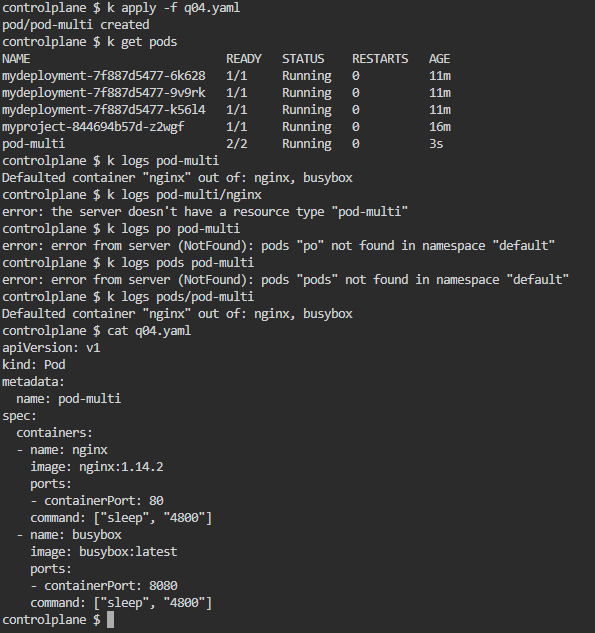 controlplane $ k apply -f q04.yaml
pod/pod-multi created
controlplane $ k get pods
NAME                            READY   STATUS    RESTARTS   AGE
mydeployment-7f887d5477-6k628   1/1     Running   0          11m
mydeployment-7f887d5477-9v9rk   1/1     Running   0          11m
mydeployment-7f887d5477-k56l4   1/1     Running   0          11m
myproject-844694b57d-z2wgf      1/1     Running   0          16m
pod-multi                       2/2     Running   0          3s
controlplane $ k logs pod-multi
Defaulted container "nginx" out of: nginx, busybox
controlplane $ k logs pod-multi/nginx
error: the server doesn't have a resource type "pod-multi"
controlplane $ k logs po pod-multi
error: error from server (NotFound): pods "po" not found in namespace "default"
controlplane $ k logs pods pod-multi
error: error from server (NotFound): pods "pods" not found in namespace "default"
controlplane $ k logs pods/pod-multi
Defaulted container "nginx" out of: nginx, busybox
controlplane $ cat q04.yaml
apiVersion: v1
kind: Pod
metadata:
  name: pod-multi
spec:
  containers:
  - name: nginx
    image: nginx:1.14.2
    ports:
    - containerPort: 80
    command: ["sleep", "4800"]
  - name: busybox
    image: busybox:latest
    ports:
    - containerPort: 8080
    command: ["sleep", "4800"]
controlplane $